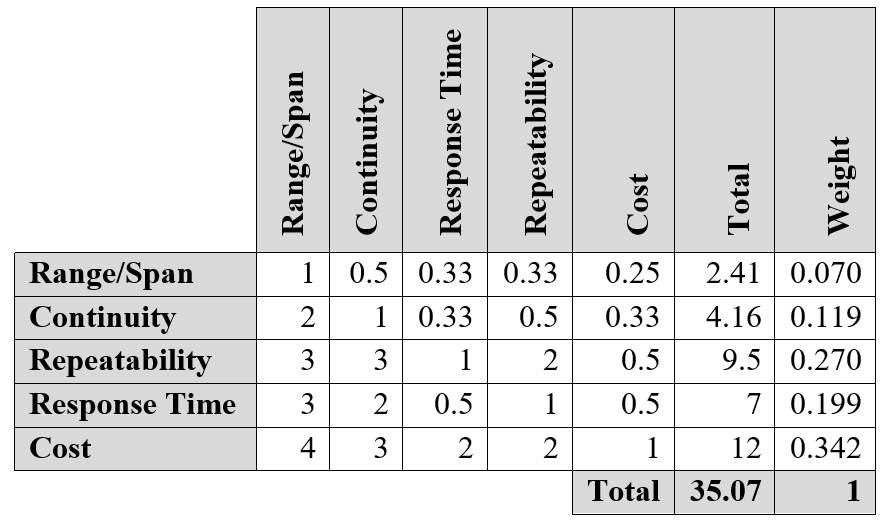 Range/Span Continuity Response Time Repeatability Cost Total Weight
Range/Span 1 0.5 0.33 0.33 0.25 2.41 0.070
Continuity 2 1 0.33 0.5 0.33 4.16 0.119
Repeatability 3 3 1 2 0.5 9.5 0.270
Response Time 3 2 0.5 1 0.5 7 0.199
Cost 4 3 2 2 1 12 0.342
Total 35.07 1